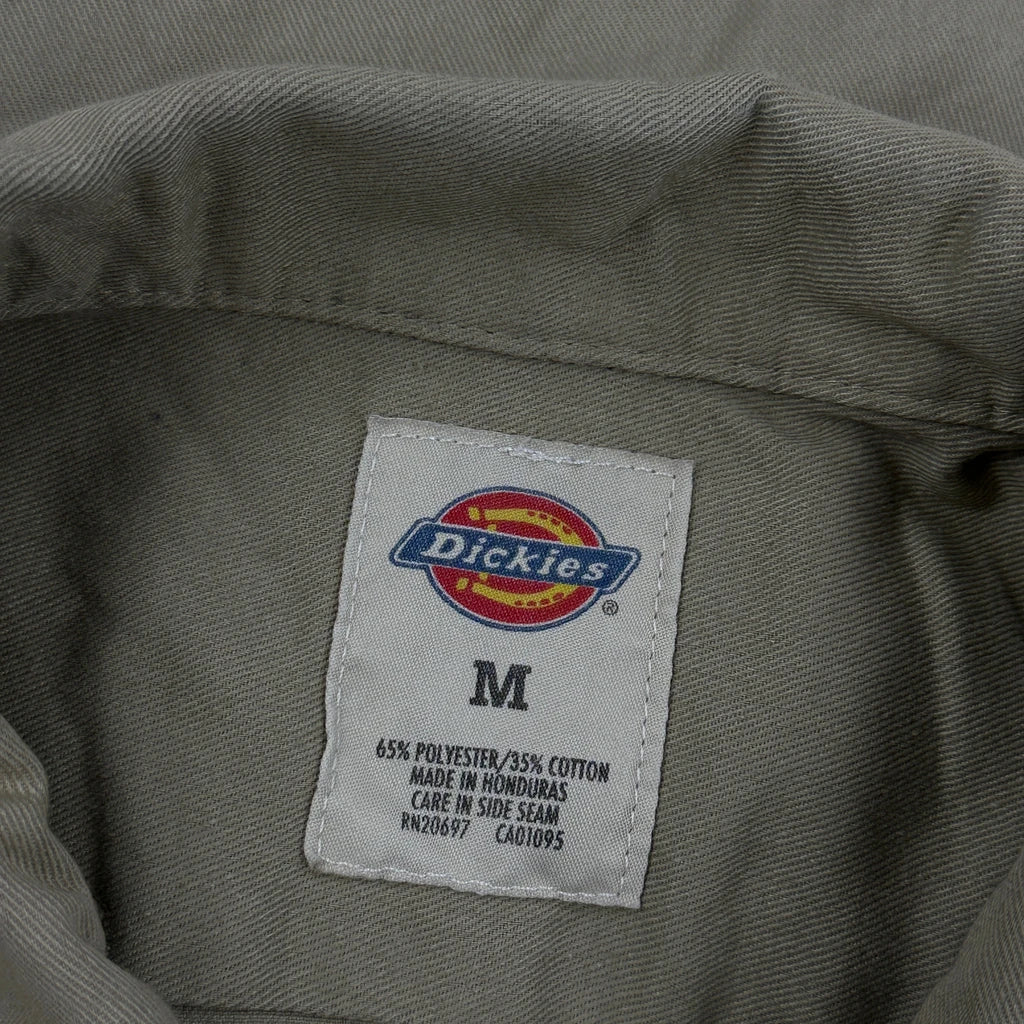 Dickies
®
M
65% POLYESTER/35% COTTON
MADE IN HONDURAS
CARE IN SIDE SEAM
RN20697 CA01095